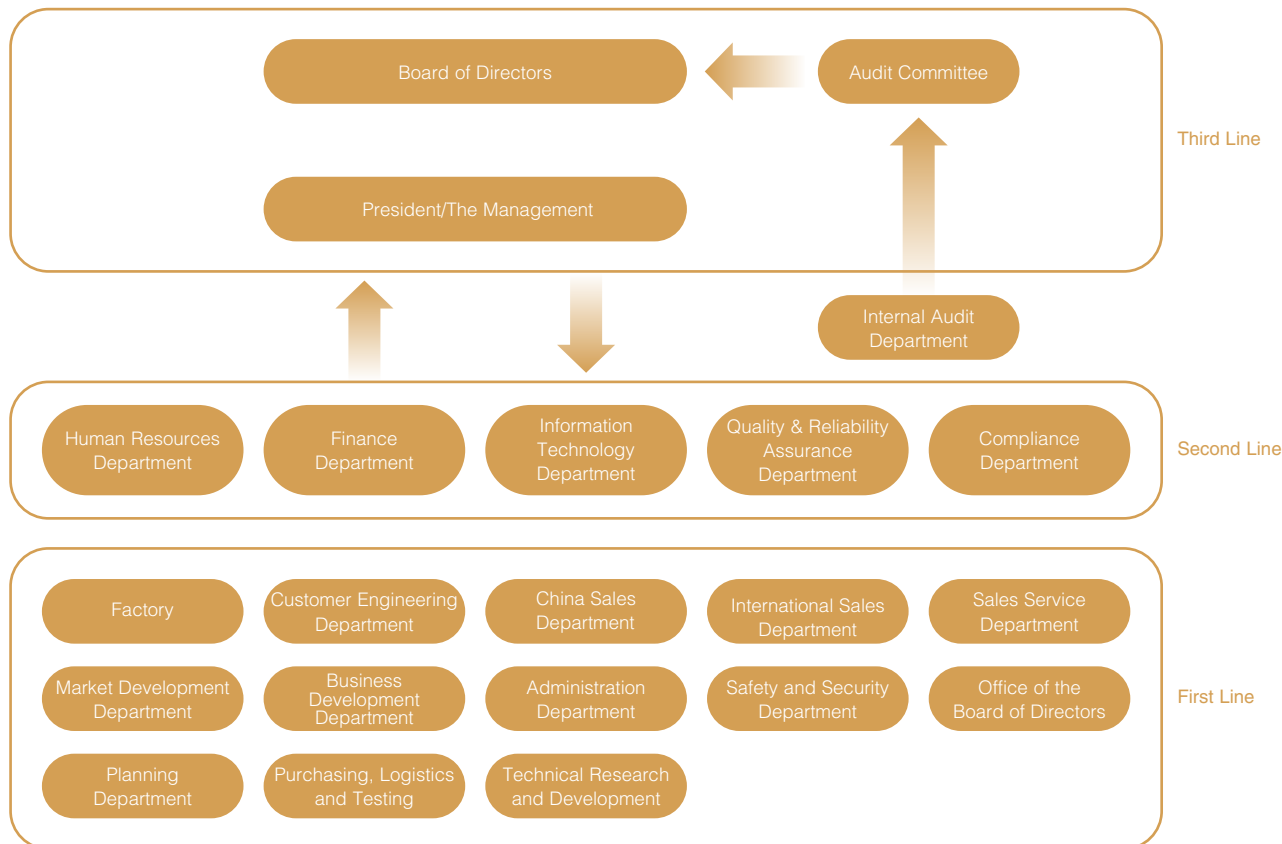 Board of Directors
Audit Committee
Third Line
President/The Management
Internal Audit
Department
Human Resources
Department
Finance
Department
Information
Technology
Department
Quality & Reliability
Assurance
Department
Compliance
Department
Second Line
Factory
Customer Engineering
Department
China Sales
Department
International Sales
Department
Sales Service
Department
Market Development
Department
Business
Development
Department
Administration
Department
Safety and Security
Department
Office of the
Board of Directors
First Line
Planning
Department
Purchasing, Logistics
and Testing
Technical Research
and Development